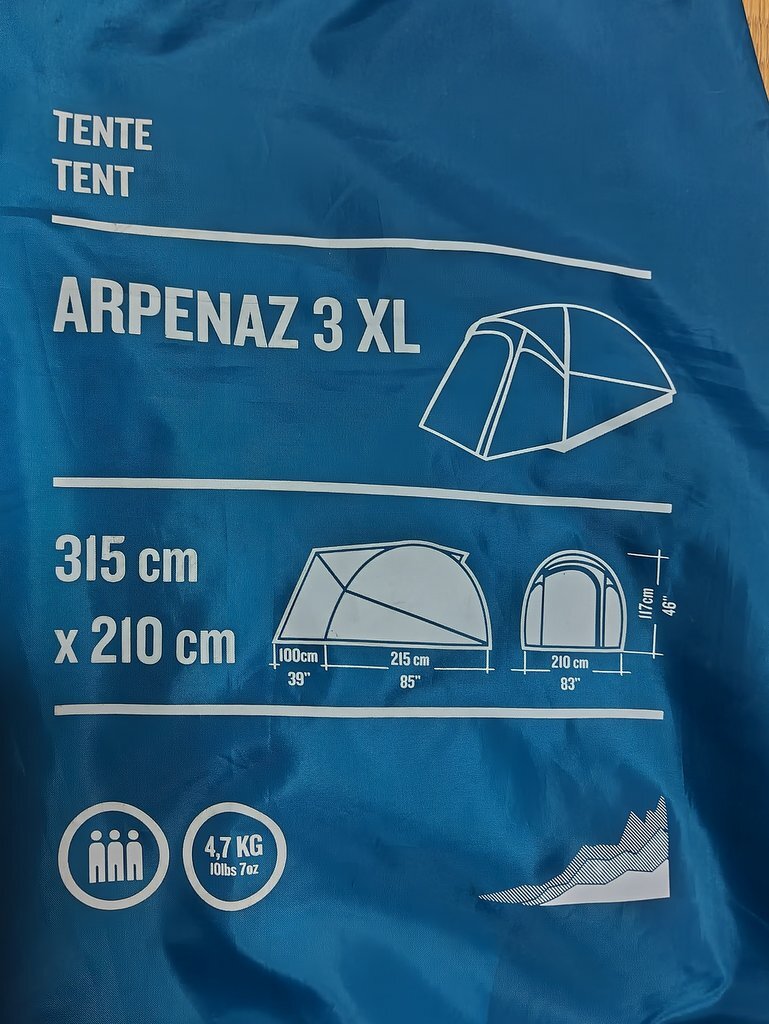 TENTE
TENT
ARPENAZ 3 XL
315 cm
x 210 cm
100cm
39"
215 cm
85"
210 cm
83"
117cm
46"
4,7 KG
10lbs 7oz